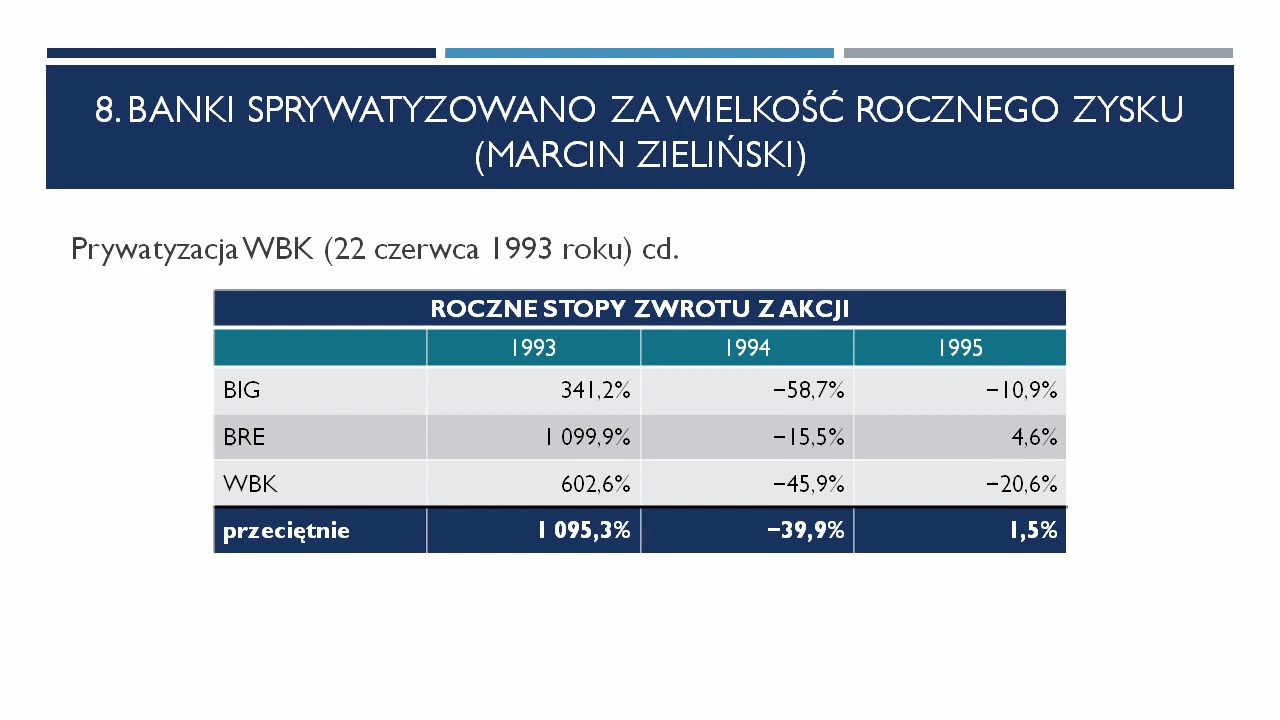 8. BANKI SPRYWATYZOWANO ZA WIELKOŚĆ ROCZNEGO ZYSKU
(MARCIN ZIELIŃSKI)
Prywatyzacja WBK (22 czerwca 1993 roku) cd.
ROCZNE STOPY ZWROTU Z AKCJI
1993 1994 1995
BIG 341,2% −58,7% −10,9%
BRE 1 099,9% −15,5% 4,6%
WBK 602,6% −45,9% −20,6%
przeciętnie 1 095,3% −39,9% 1,5%